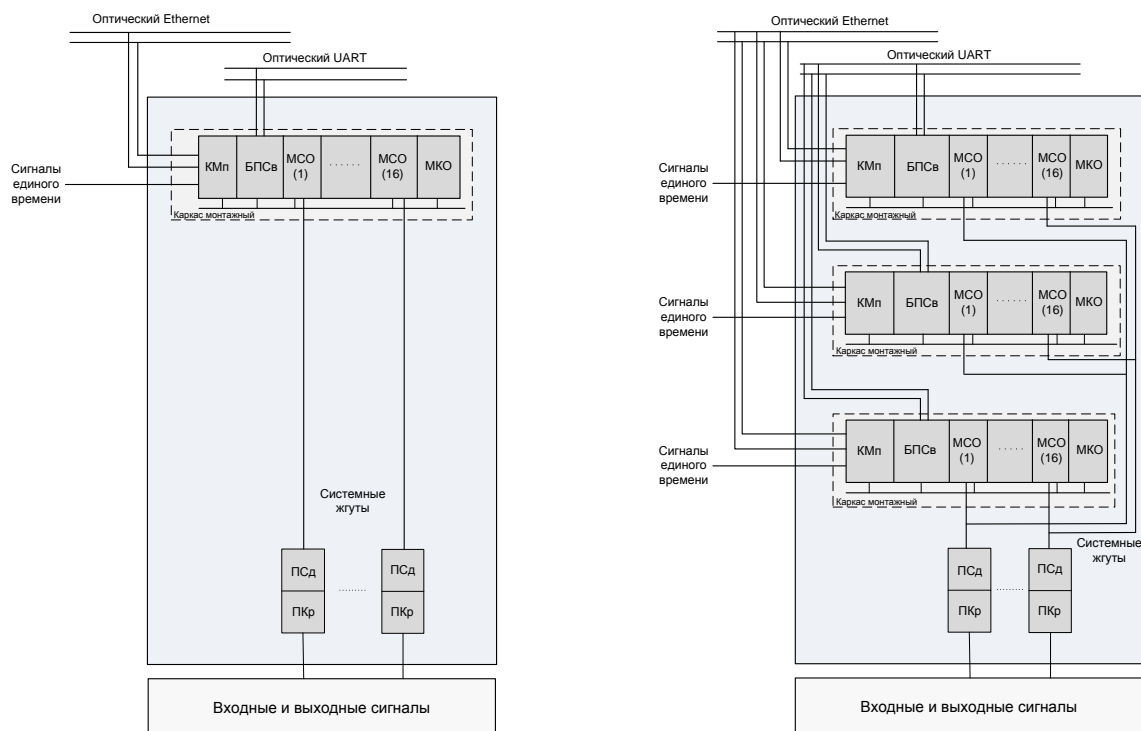 Оптический Ethernet
Оптический UART
Сигналы
единого
времени
КМп
БПСв
МСО
(1)
······
МСО
(16)
МКО
Каркас монтажный
Системные
жгуты
ПСд
ПКр
.........
ПСд
ПКр
Входные и выходные сигналы
Оптический Ethernet
Оптический UART
Сигналы
единого
времени
КМп
БПСв
МСО
(1)
······
МСО
(16)
МКО
Каркас монтажный
Сигналы
единого
времени
КМп
БПСв
МСО
(1)
······
МСО
(16)
МКО
Каркас монтажный
Сигналы
единого
времени
КМп
БПСв
МСО
(1)
·····
МСО
(16)
МКО
Каркас монтажный
Системные
жгуты
ПСд
ПКр
.........
ПСд
ПКр
Входные и выходные сигналы